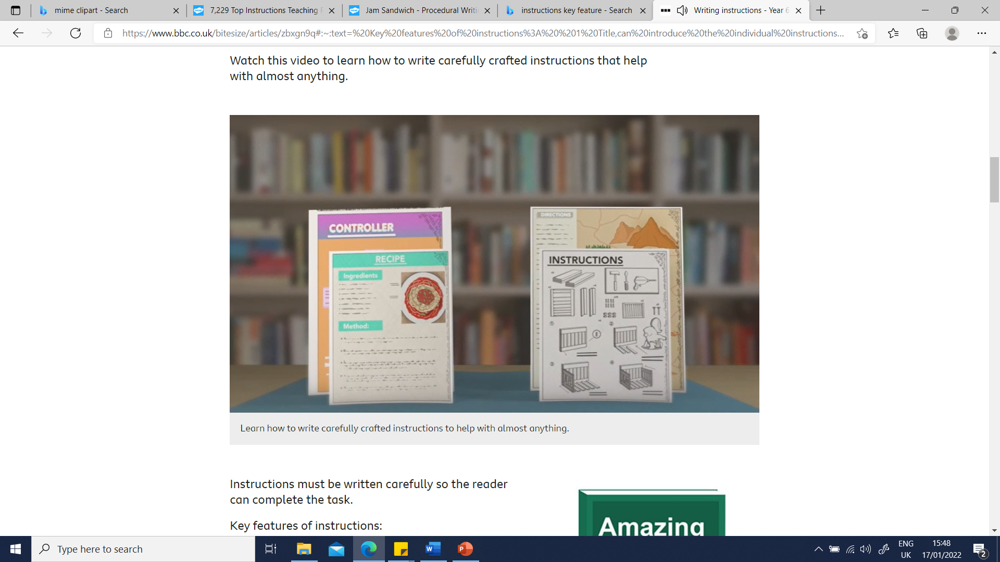 mime clipart - Search
7,229 Top Instructions Teaching
Jam Sandwich - Procedural Writi
instructions key feature - Search
Writing instructions - Year 6
https://www.bbc.co.uk/bitesize/articles/zbxgn9q#:~:text=%20Key%20features%20of%20instructions%3A%20%201%20Title,can%20introduce%20the%20individual%20instructions...
Watch this video to learn how to write carefully crafted instructions that help
with almost anything.
CONTROLLER
RECIPE
Ingredients
Method:
DIRECTIONS
INSTRUCTIONS
Learn how to write carefully crafted instructions to help with almost anything.
Instructions must be written carefully so the reader
can complete the task.
Key features of instructions:
Amazing
Type here to search
ENG
UK
15:48
17/01/2022
2